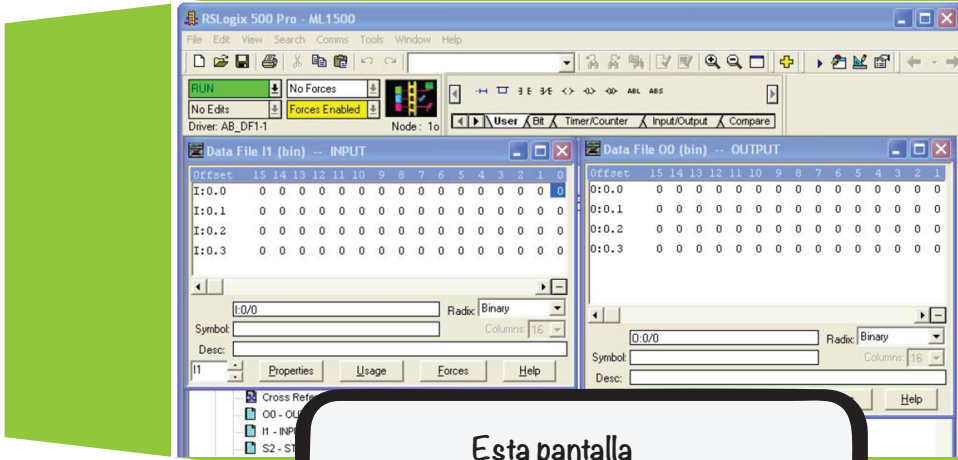 RSLogix 500 Pro - ML1500
File Edit View Search Comms Tools Window Help
RUN No Forces
No Edits Forces Enabled
Driver: AB_DF1-1 Node: 1o
ABL ABS
User Bit Timer/Counter Input/Output Compare
Data File I1 (bin) -- INPUT
Offset 15 14 13 12 11 10 9 8 7 6 5 4 3 2 1 0
I:0.0 0 0 0 0 0 0 0 0 0 0 0 0 0 0 0 0
I:0.1 0 0 0 0 0 0 0 0 0 0 0 0 0 0 0 0
I:0.2 0 0 0 0 0 0 0 0 0 0 0 0 0 0 0 0
I:0.3 0 0 0 0 0 0 0 0 0 0 0 0 0 0 0 0
I:0/0 Radix: Binary
Symbol: Columns: 16
Desc:
I1 Properties Usage Forces Help
Data File O0 (bin) -- OUTPUT
Offset 15 14 13 12 11 10 9 8 7 6 5 4 3 2 1
O:0.0 0 0 0 0 0 0 0 0 0 0 0 0 0 0 0
O:0.1 0 0 0 0 0 0 0 0 0 0 0 0 0 0 0
O:0.2 0 0 0 0 0 0 0 0 0 0 0 0 0 0 0
O:0.3 0 0 0 0 0 0 0 0 0 0 0 0 0 0 0
O:0/0 Radix: Binary
Symbol: Columns: 16
Desc:
Help
Cross Refe
O0 - OU
I1 - INP
S2 - ST
Esta pantalla